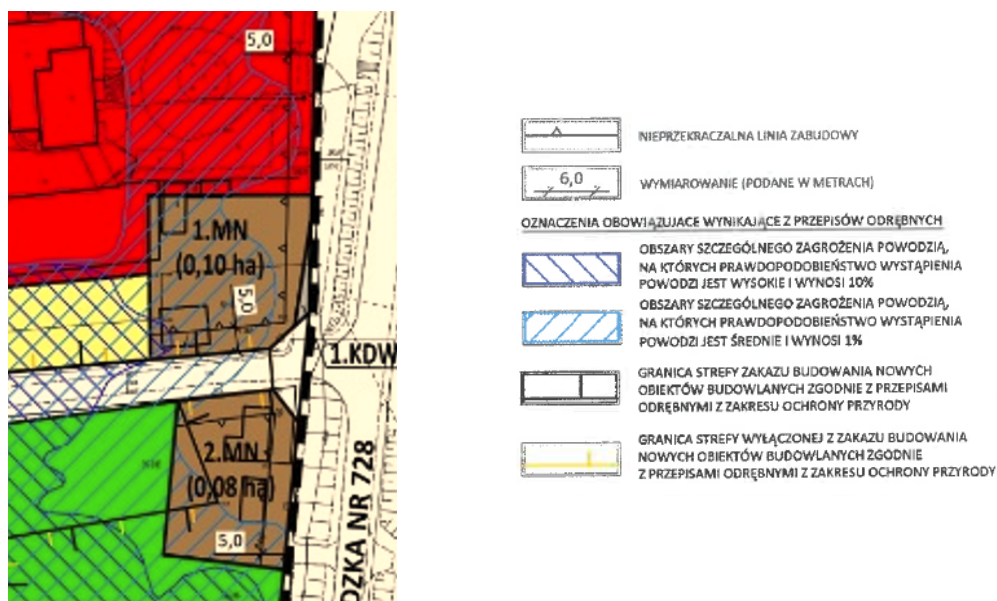 5,0
1.MN
(0,10 ha)
5,0
1.KDW
2.MN
(0,08 ha)
5,0
NR 728
NIEPRZEKRACZALNA LINIA ZABUDOWY
6,0
WYMIAROWANIE (PODANE W METRACH)
OZNACZENIA OBOWIĄZUJACE WYNIKAJĄCE Z PRZEPISÓW ODRĘBNYCH
OBSZARY SZCZEGÓLNEGO ZAGROŻENIA POWODZIĄ,
NA KTÓRYCH PRAWDOPODOBIEŃSTWO WYSTĄPIENIA
POWODZI JEST WYSOKIE I WYNOSI 10%
OBSZARY SZCZEGÓLNEGO ZAGROŻENIA POWODZIĄ,
NA KTÓRYCH PRAWDOPODOBIEŃSTWO WYSTĄPIENIA
POWODZI JEST ŚREDNIE I WYNOSI 1%
GRANICA STREFY ZAKAZU BUDOWANIA NOWYCH
OBIEKTÓW BUDOWLANYCH ZGODNIE Z PRZEPISAMI
ODRĘBNYMI Z ZAKRESU OCHRONY PRZYRODY
GRANICA STREFY WYŁĄCZONEJ Z ZAKAZU BUDOWANIA
NOWYCH OBIEKTÓW BUDOWLANYCH ZGODNIE
Z PRZEPISAMI ODRĘBNYMI Z ZAKRESU OCHRONY PRZYRODY